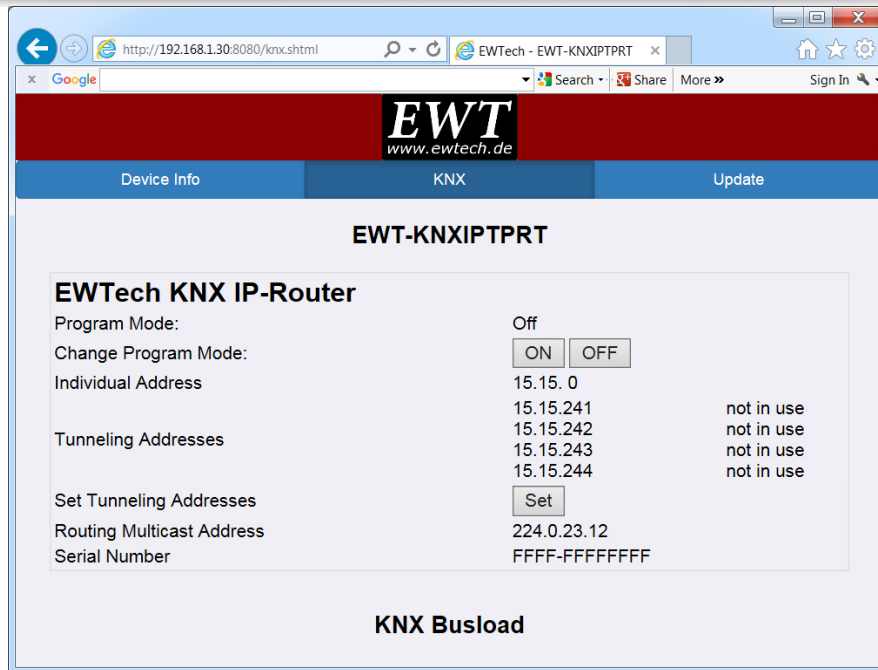 http://192.168.1.30:8080/knx.shtml EWTech - EWT-KNXIPTPRT ×
x Google Search Share More » Sign In
EWT
www.ewtech.de
Device Info KNX Update
EWT-KNXIPTPRT
EWTech KNX IP-Router
Program Mode: Off
Change Program Mode: ON OFF
Individual Address 15.15. 0
15.15.241 not in use
15.15.242 not in use
Tunneling Addresses
15.15.243 not in use
15.15.244 not in use
Set Tunneling Addresses Set
Routing Multicast Address 224.0.23.12
Serial Number FFFF-FFFFFFFF
KNX Busload